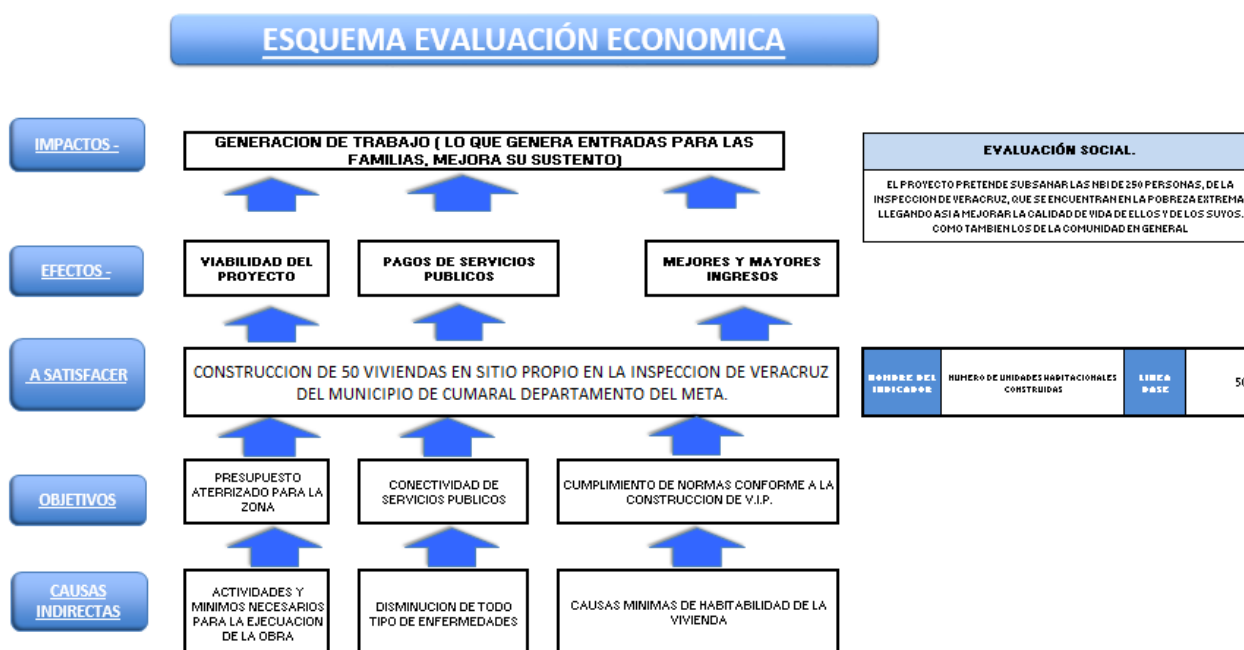 ESQUEMA EVALUACIÓN ECONOMICA
IMPACTOS -
GENERACION DE TRABAJO ( LO QUE GENERA ENTRADAS PARA LAS
FAMILIAS, MEJORA SU SUSTENTO)
EVALUACIÓN SOCIAL.
EL PROYECTO PRETENDE SUBSANAR LAS NBI DE 250 PERSONAS, DE LA
INSPECCION DE VERACRUZ, QUE SE ENCUENTRAN EN LA POBREZA EXTREMA
LLEGANDO ASI A MEJORAR LA CALIDAD DE VIDA DE ELLOS Y DE LOS SUYOS.
COMO TAMBIEN LOS DE LA COMUNIDAD EN GENERAL
EFECTOS -
VIABILIDAD DEL
PROYECTO
PAGOS DE SERVICIOS
PUBLICOS
MEJORES Y MAYORES
INGRESOS
A SATISFACER
CONSTRUCCION DE 50 VIVIENDAS EN SITIO PROPIO EN LA INSPECCION DE VERACRUZ
DEL MUNICIPIO DE CUMARAL DEPARTAMENTO DEL META.
NOMBRE DEL
INDICADOR
NUMERO DE UNIDADES HABITACIONALES
CONSTRUIDAS
LINEA
BASE
50
OBJETIVOS
PRESUPUESTO
ATERRIZADO PARA LA
ZONA
CONECTIVIDAD DE
SERVICIOS PUBLICOS
CUMPLIMIENTO DE NORMAS CONFORME A LA
CONSTRUCCION DE V.I.P.
CAUSAS
INDIRECTAS
ACTIVIDADES Y
MINIMOS NECESARIOS
PARA LA EJECUACION
DE LA OBRA
DISMINUCION DE TODO
TIPO DE ENFERMEDADES
CAUSAS MINIMAS DE HABITABILIDAD DE LA
VIVIENDA